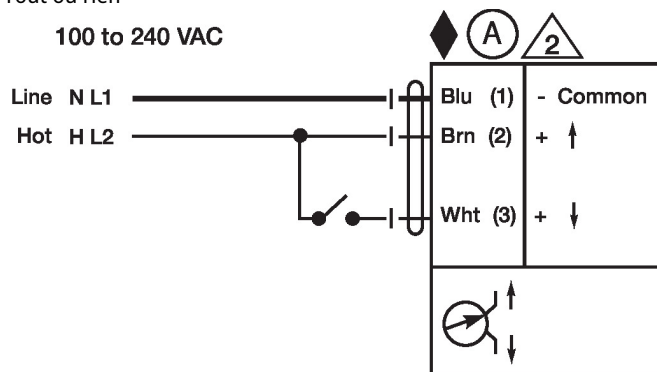 Tout ou rien
100 to 240 VAC
A
2
Line N L1
Blu (1) - Common
Hot H L2
Brn (2) +
Wht (3) +